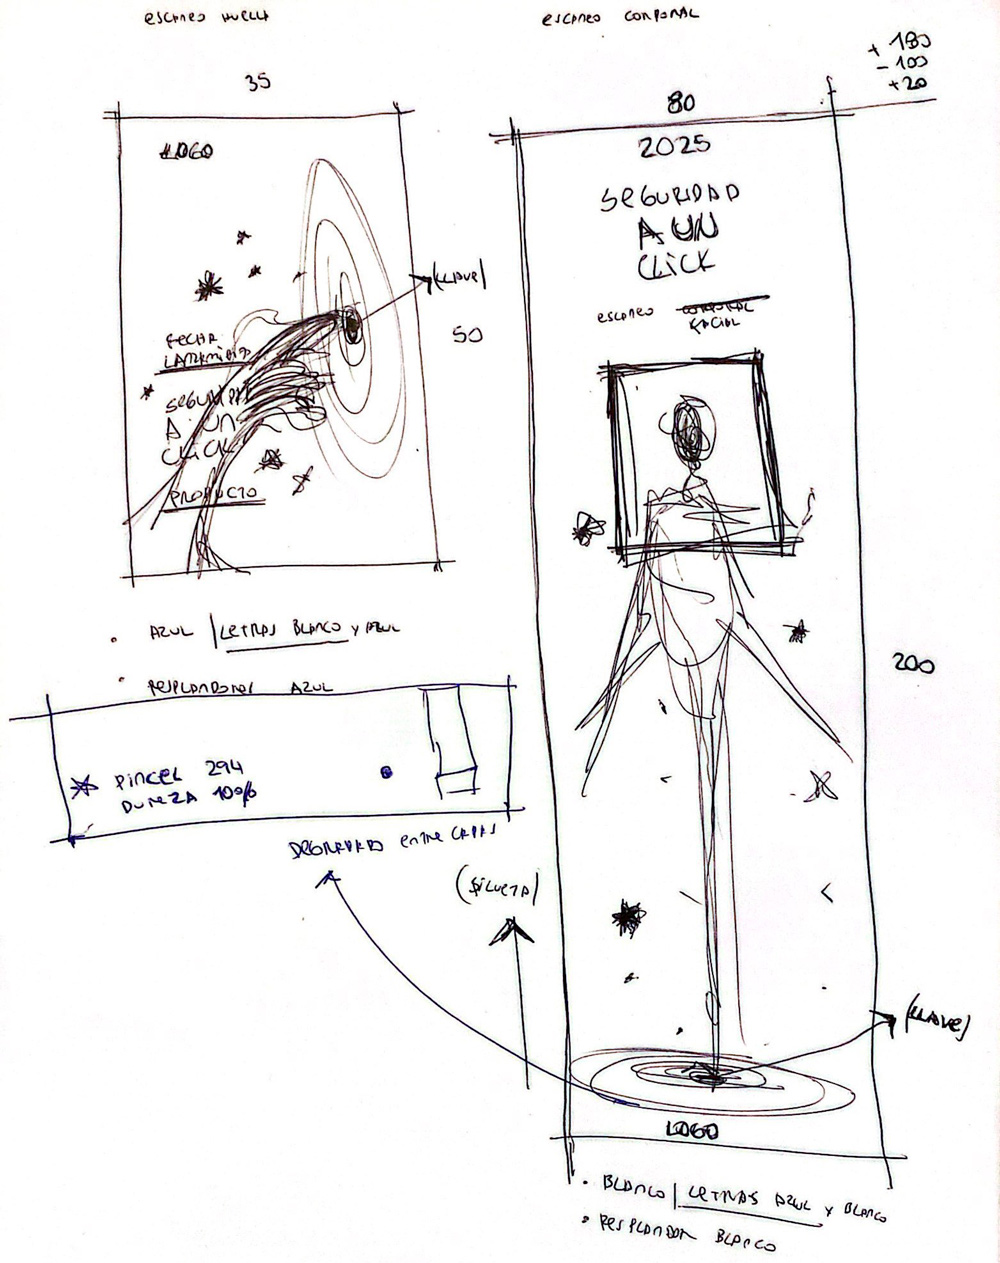 ESCANEO HUELLA
35
LOGO
(LLAVE)
50
FECHA
LANZAMIENTO
SEGURIDAD
A UN
CLICK
PRODUCTO
• AZUL | LETRAS BLANCO Y AZUL
• RESPLANDORES AZUL
PINCEL 294
DUREZA 100%
DEGRADADO ENTRE CAPAS
(SILUETA)
ESCANEO CORPORAL
+ 180
- 100
+20
80
2025
SEGURIDAD
A UN
CLICK
ESCANEO CORPORAL
FACIAL
200
(LLAVE)
LOGO
• BLANCO | LETRAS AZUL Y BLANCO
• RESPLANDOR BLANCO